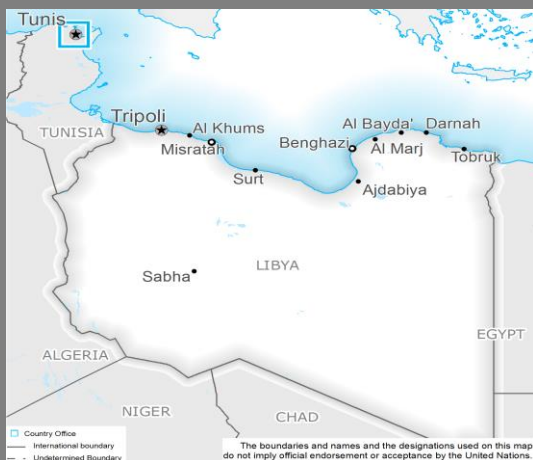 Tunis
Tripoli
Al Khums
TUNISIA
Misratah
Al Bayda'
Darnah
Benghazi
Al Marj
Tobruk
Surt
Ajdabiya
Sabha
LIBYA
EGYPT
ALGERIA
NIGER
CHAD
Country Office
International boundary
Undetermined Boundary
The boundaries and names and the designations used on this map
do not imply official endorsement or acceptance by the United Nations.